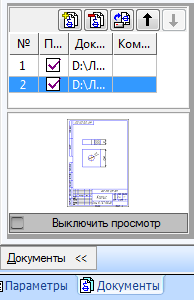 № П... Док... Ком...
1 D:\Л...
2 D:\Л...
Выключить просмотр
Документы <<
Параметры Документы